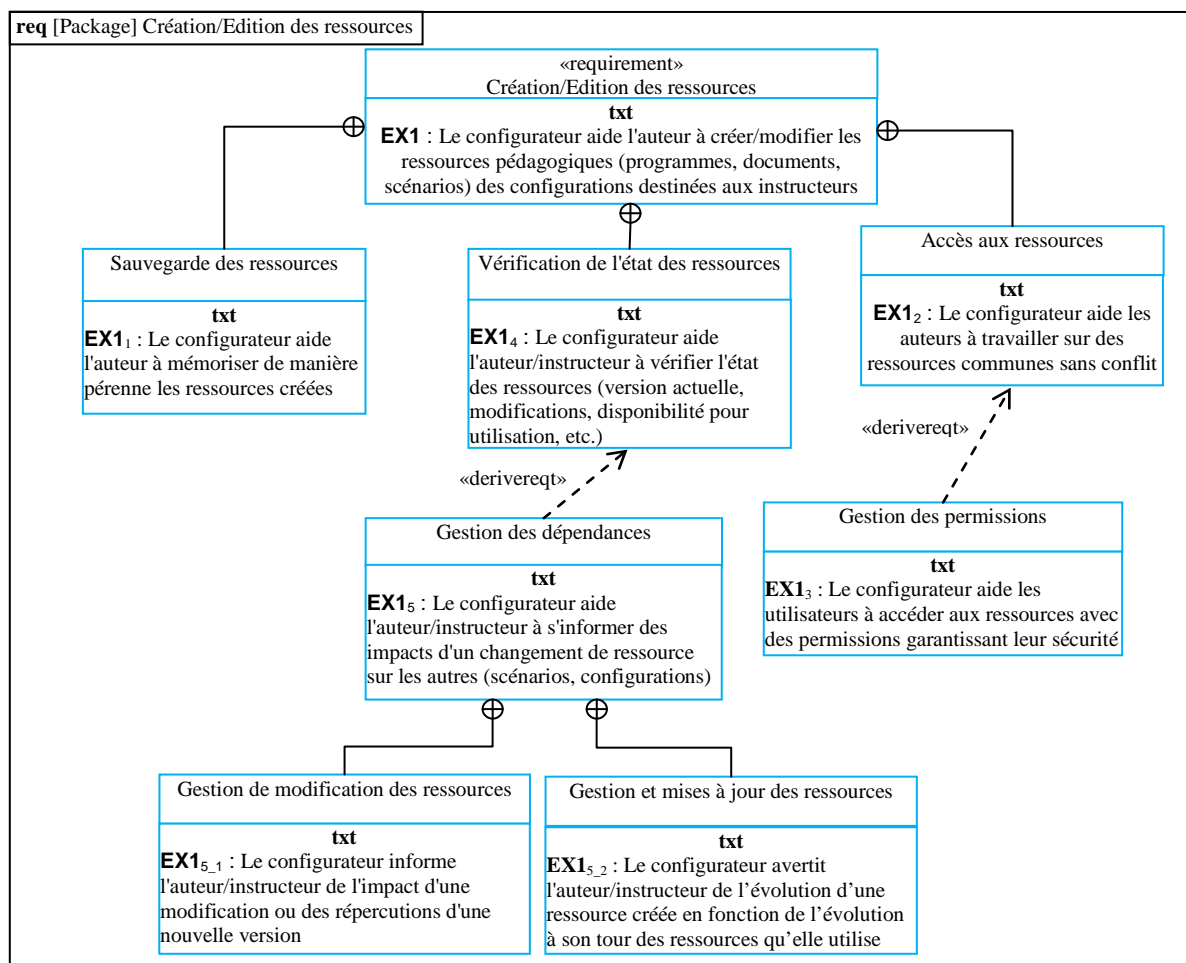 req [Package] Création/Edition des ressources
«requirement»
Création/Edition des ressources
txt
EX1 : Le configurateur aide l'auteur à créer/modifier les
ressources pédagogiques (programmes, documents,
scénarios) des configurations destinées aux instructeurs
Sauvegarde des ressources
txt
EX1₁ : Le configurateur aide
l'auteur à mémoriser de manière
pérenne les ressources créées
Vérification de l'état des ressources
txt
EX1₄ : Le configurateur aide
l'auteur/instructeur à vérifier l'état
des ressources (version actuelle,
modifications, disponibilité pour
utilisation, etc.)
Accès aux ressources
txt
EX1₂ : Le configurateur aide les
auteurs à travailler sur des
ressources communes sans conflit
«derivereqt»
«derivereqt»
Gestion des dépendances
txt
EX1₅ : Le configurateur aide
l'auteur/instructeur à s'informer des
impacts d'un changement de ressource
sur les autres (scénarios, configurations)
Gestion des permissions
txt
EX1₃ : Le configurateur aide les
utilisateurs à accéder aux ressources avec
des permissions garantissant leur sécurité
Gestion de modification des ressources
txt
EX1₅_₁ : Le configurateur informe
l'auteur/instructeur de l'impact d'une
modification ou des répercutions d'une
nouvelle version
Gestion et mises à jour des ressources
txt
EX1₅_₂ : Le configurateur avertit
l'auteur/instructeur de l’évolution d’une
ressource créée en fonction de l’évolution
à son tour des ressources qu’elle utilise